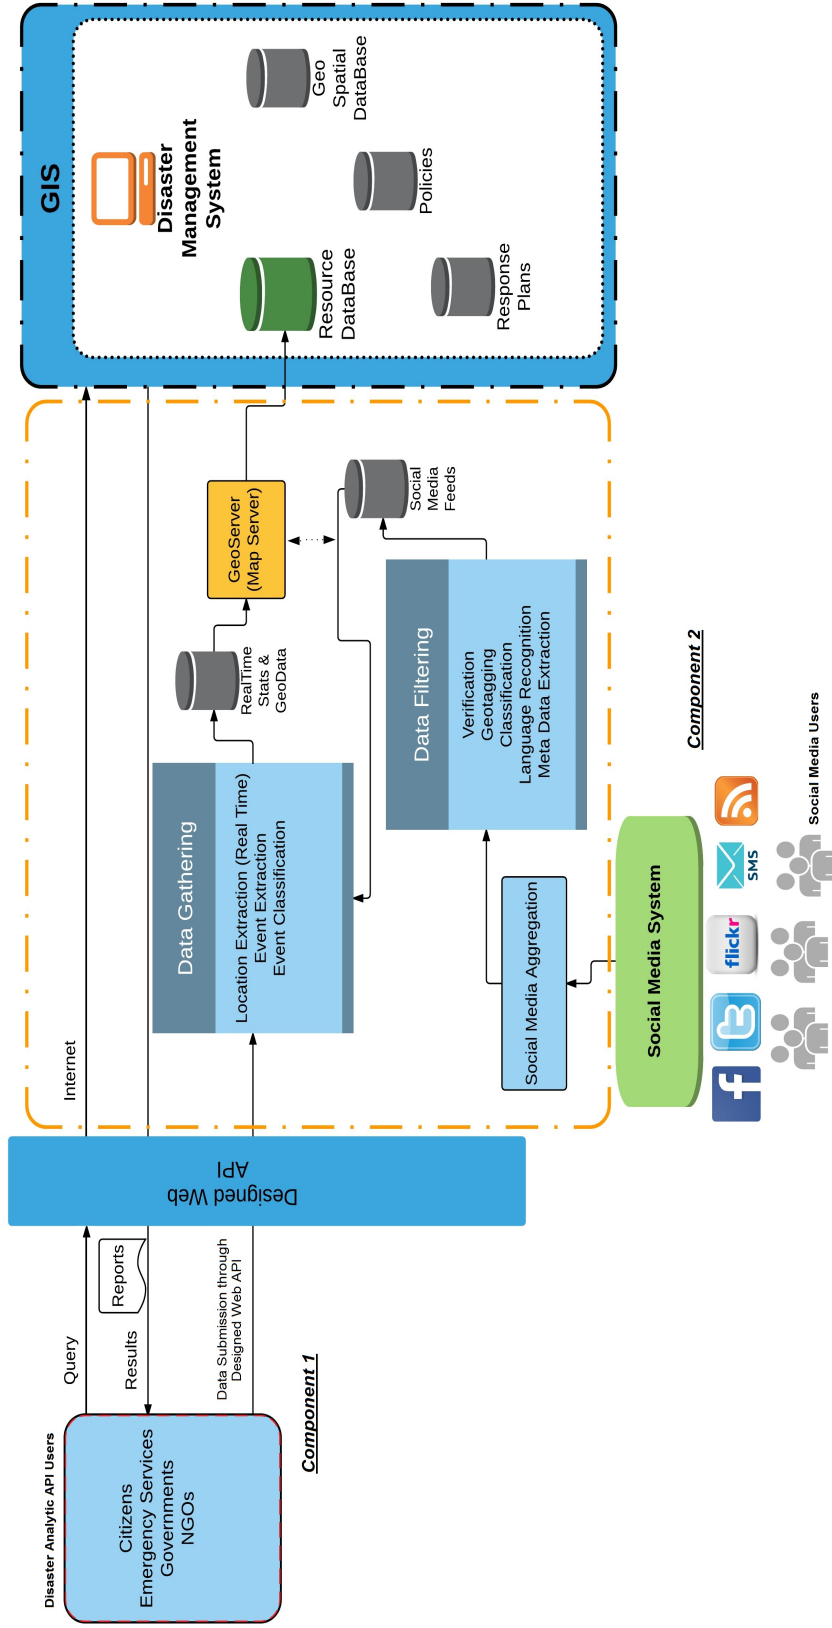 Disaster Analytic API Users
Citizens
Emergency Services
Governments
NGOs
Query
Results
Reports
Data Submission through
Designed Web API
Component 1
Designed Web
API
Internet
Data Gathering
Location Extraction (Real Time)
Event Extraction
Event Classification
RealTime
Stats &
GeoData
GeoServer
(Map Server)
Social
Media
Feeds
Data Filtering
Verification
Geotagging
Classification
Language Recognition
Meta Data Extraction
Social Media Aggregation
Social Media System
f
flickr
SMS
Component 2
Social Media Users
GIS
Disaster
Management
System
Resource
DataBase
Geo
Spatial
DataBase
Policies
Response
Plans